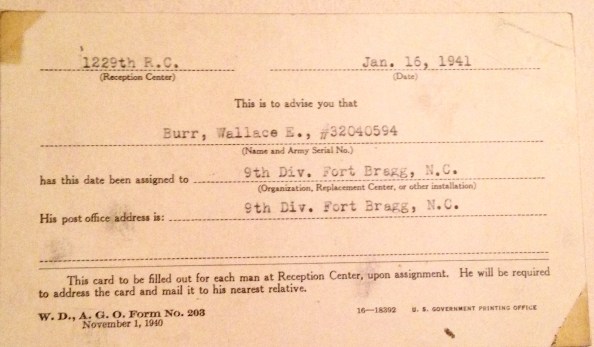 1229th R.C. Jan. 16, 1941
(Reception Center) (Date)
This is to advise you that
Burr, Wallace E., #32040594
(Name and Army Serial No.)
has this date been assigned to 9th Div. Fort Bragg, N.C.
(Organization, Replacement Center, or other installation)
His post office address is: 9th Div. Fort Bragg, N.C.
This card to be filled out for each man at Reception Center, upon assignment. He will be required
to address the card and mail it to his nearest relative.
W. D., A. G. O. Form No. 203 16—18392 U. S. GOVERNMENT PRINTING OFFICE
November 1, 1940